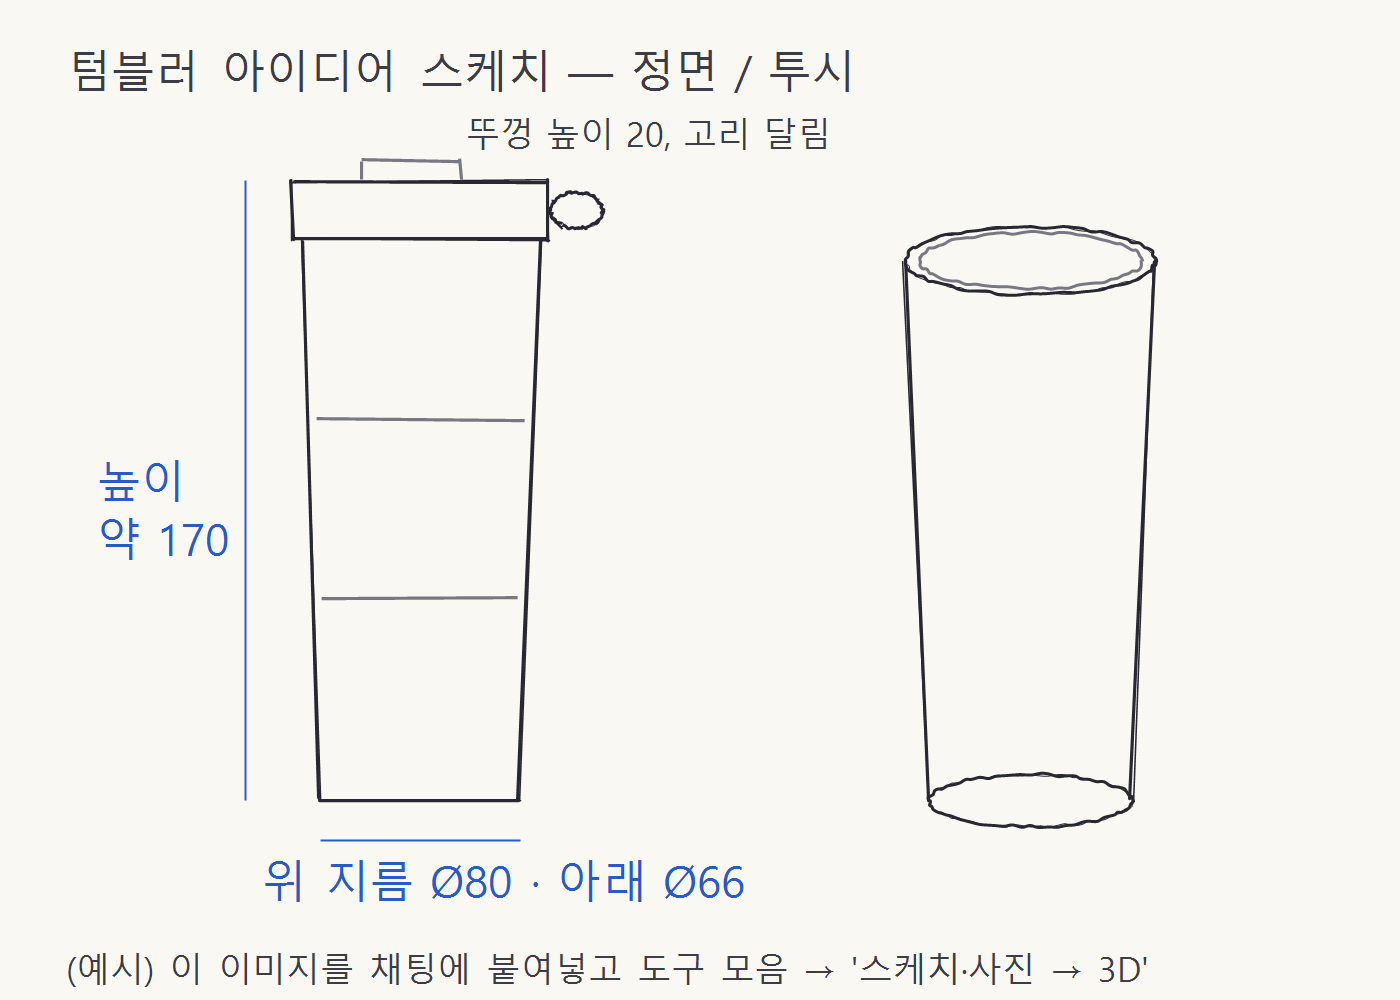 텀블러 아이디어 스케치 — 정면 / 투시
뚜껑 높이 20, 고리 달림
높이
약 170
위 지름 Ø80 · 아래 Ø66
(예시) 이 이미지를 채팅에 붙여넣고 도구 모음 → '스케치·사진 → 3D'